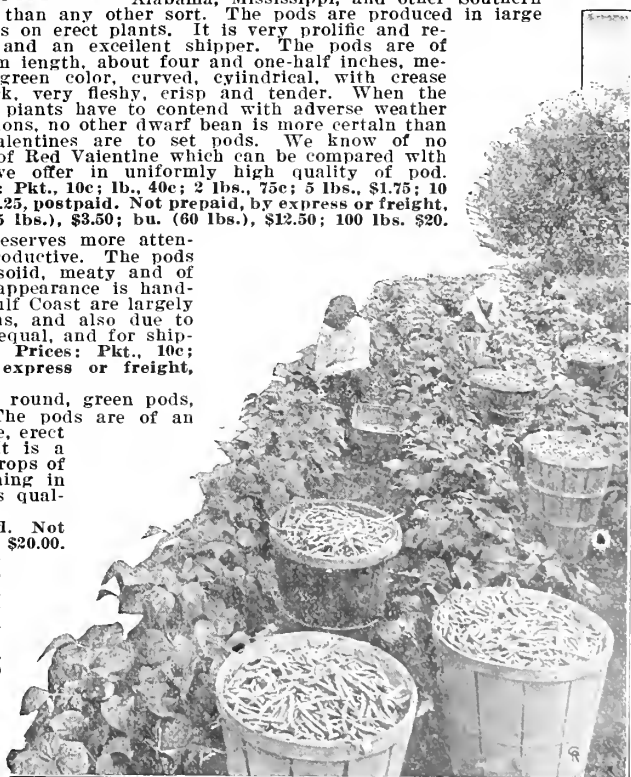 Alabama, Mississippi, and other Southern
than any other sort. The pods are produced in large
s on erect plants. It is very prolific and re-
and an excellent shipper. The pods are of
n length, about four and one-half inches, me-
green color, curved, cylindrical, with crease
k, very fleshy, crisp and tender. When the
plants have to contend with adverse weather
ons, no other dwarf bean is more certain than
alentines are to set pods. We know of no
of Red Valentine which can be compared with
ve offer in uniformly high quality of pod.
: Pkt., 10c; lb., 40c; 2 lbs., 75c; 5 lbs., $1.75; 10
.25, postpaid. Not prepaid, by express or freight,
5 lbs.), $3.50; bu. (60 lbs.), $12.50; 100 lbs. $20.
eserves more atten-
oductive. The pods
solid, meaty and of
appearance is hand-
ulf Coast are largely
ns, and also due to
equal, and for ship-
Prices: Pkt., 10c;
express or freight,
round, green pods,
The pods are of an
e, erect
t is a
rops of
ning in
s qual-
d. Not
$20.00.